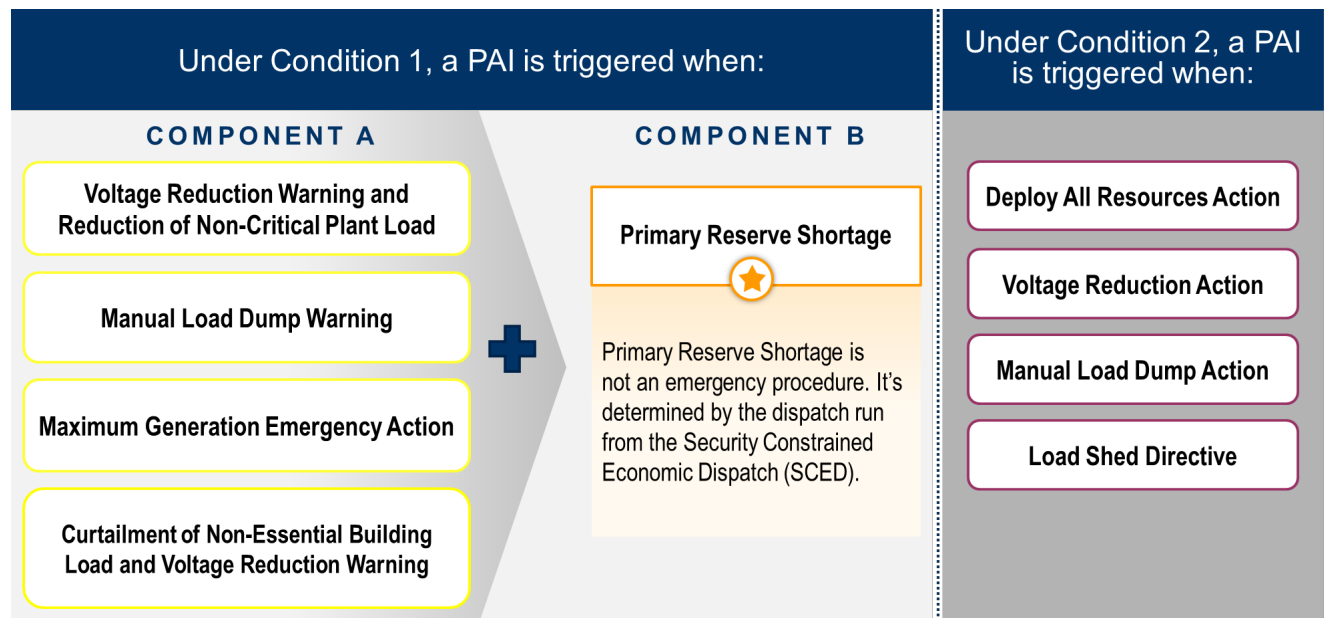 Under Condition 1, a PAI is triggered when:
COMPONENT A
Voltage Reduction Warning and
Reduction of Non-Critical Plant Load
Manual Load Dump Warning
Maximum Generation Emergency Action
Curtailment of Non-Essential Building
Load and Voltage Reduction Warning
COMPONENT B
Primary Reserve Shortage
Primary Reserve Shortage is
not an emergency procedure. It’s
determined by the dispatch run
from the Security Constrained
Economic Dispatch (SCED).
Under Condition 2, a PAI
is triggered when:
Deploy All Resources Action
Voltage Reduction Action
Manual Load Dump Action
Load Shed Directive